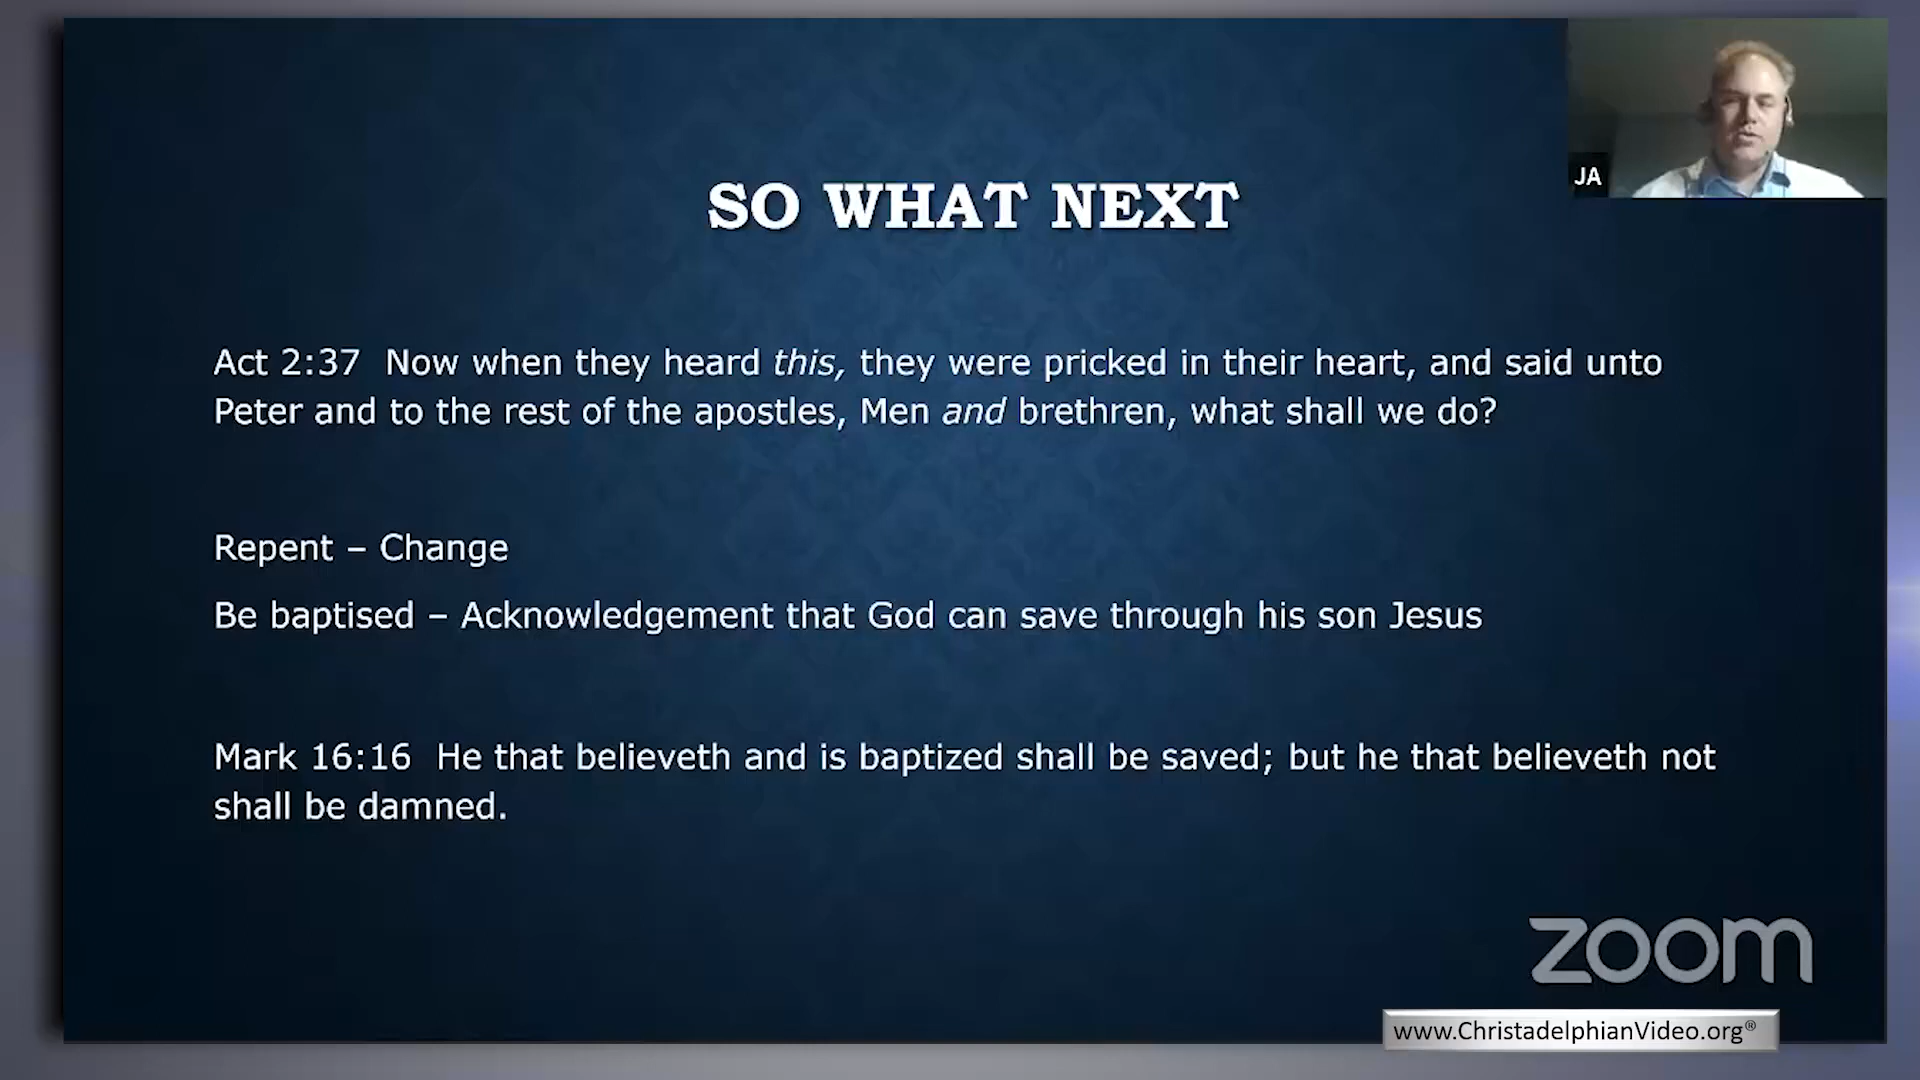 JA
SO WHAT NEXT
Act 2:37  Now when they heard this, they were pricked in their heart, and said unto
Peter and to the rest of the apostles, Men and brethren, what shall we do?
Repent – Change
Be baptised – Acknowledgement that God can save through his son Jesus
Mark 16:16  He that believeth and is baptized shall be saved; but he that believeth not
shall be damned.
zoom
www.ChristadelphianVideo.org®